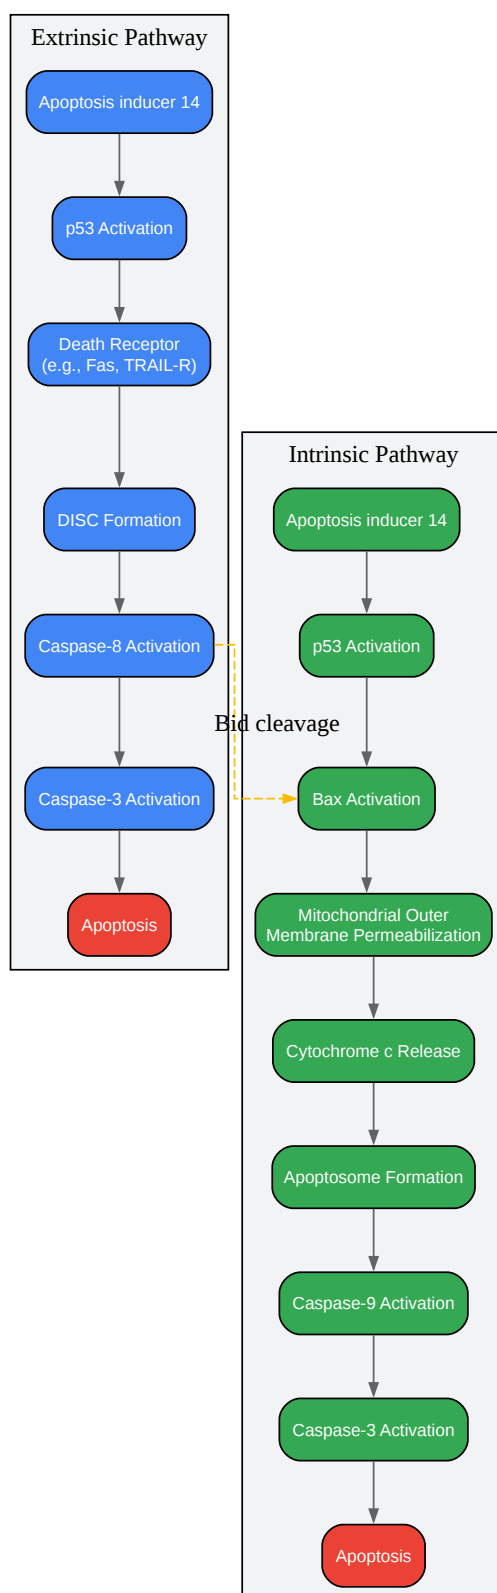 Extrinsic Pathway
Apoptosis inducer 14
p53 Activation
Death Receptor
(e.g., Fas, TRAIL-R)
DISC Formation
Caspase-8 Activation
Caspase-3 Activation
Apoptosis
Bid cleavage
Intrinsic Pathway
Apoptosis inducer 14
p53 Activation
Bax Activation
Mitochondrial Outer
Membrane Permeabilization
Cytochrome c Release
Apoptosome Formation
Caspase-9 Activation
Caspase-3 Activation
Apoptosis